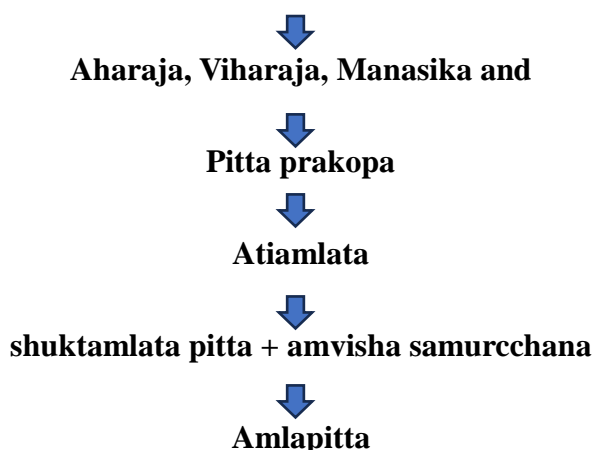 Aharaja, Viharaja, Manasika and
Pitta prakopa
Atiamlata
shuktamlata pitta + amvisha samurcchana
Amlapitta